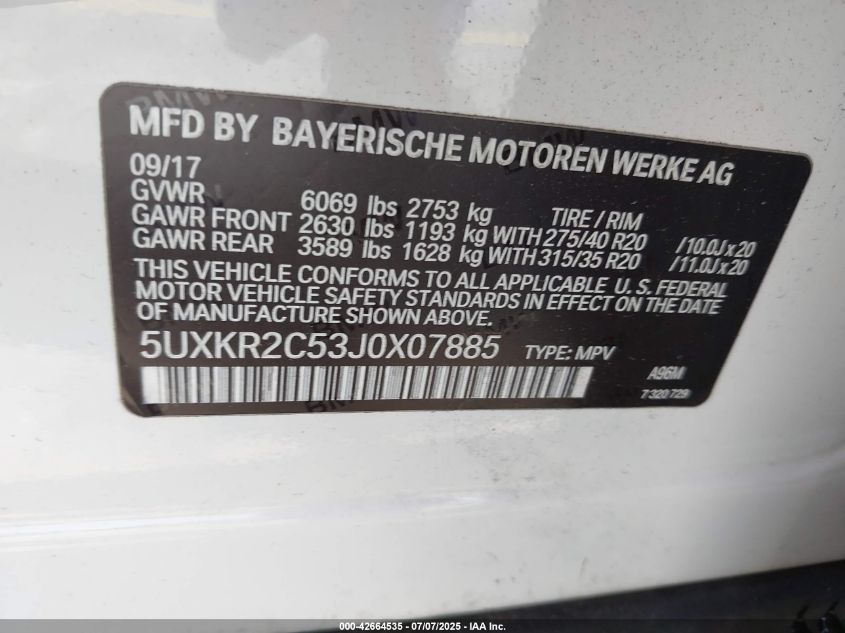 MFD BY BAYERISCHE MOTOREN WERKE AG
09/17
GVWR 6069 lbs 2753 kg TIRE / RIM
GAWR FRONT 2630 lbs 1193 kg WITH 275/40 R20 /10.0J x 20
GAWR REAR 3589 lbs 1628 kg WITH 315/35 R20 /11.0J x 20
THIS VEHICLE CONFORMS TO ALL APPLICABLE U. S. FEDERAL
MOTOR VEHICLE SAFETY STANDARDS IN EFFECT ON THE DATE
OF MANUFACTURE SHOWN ABOVE.
5UXKR2C53J0X07885 TYPE: MPV
A96M
7 320 729
000-42664535 - 07/07/2025 - IAA Inc.